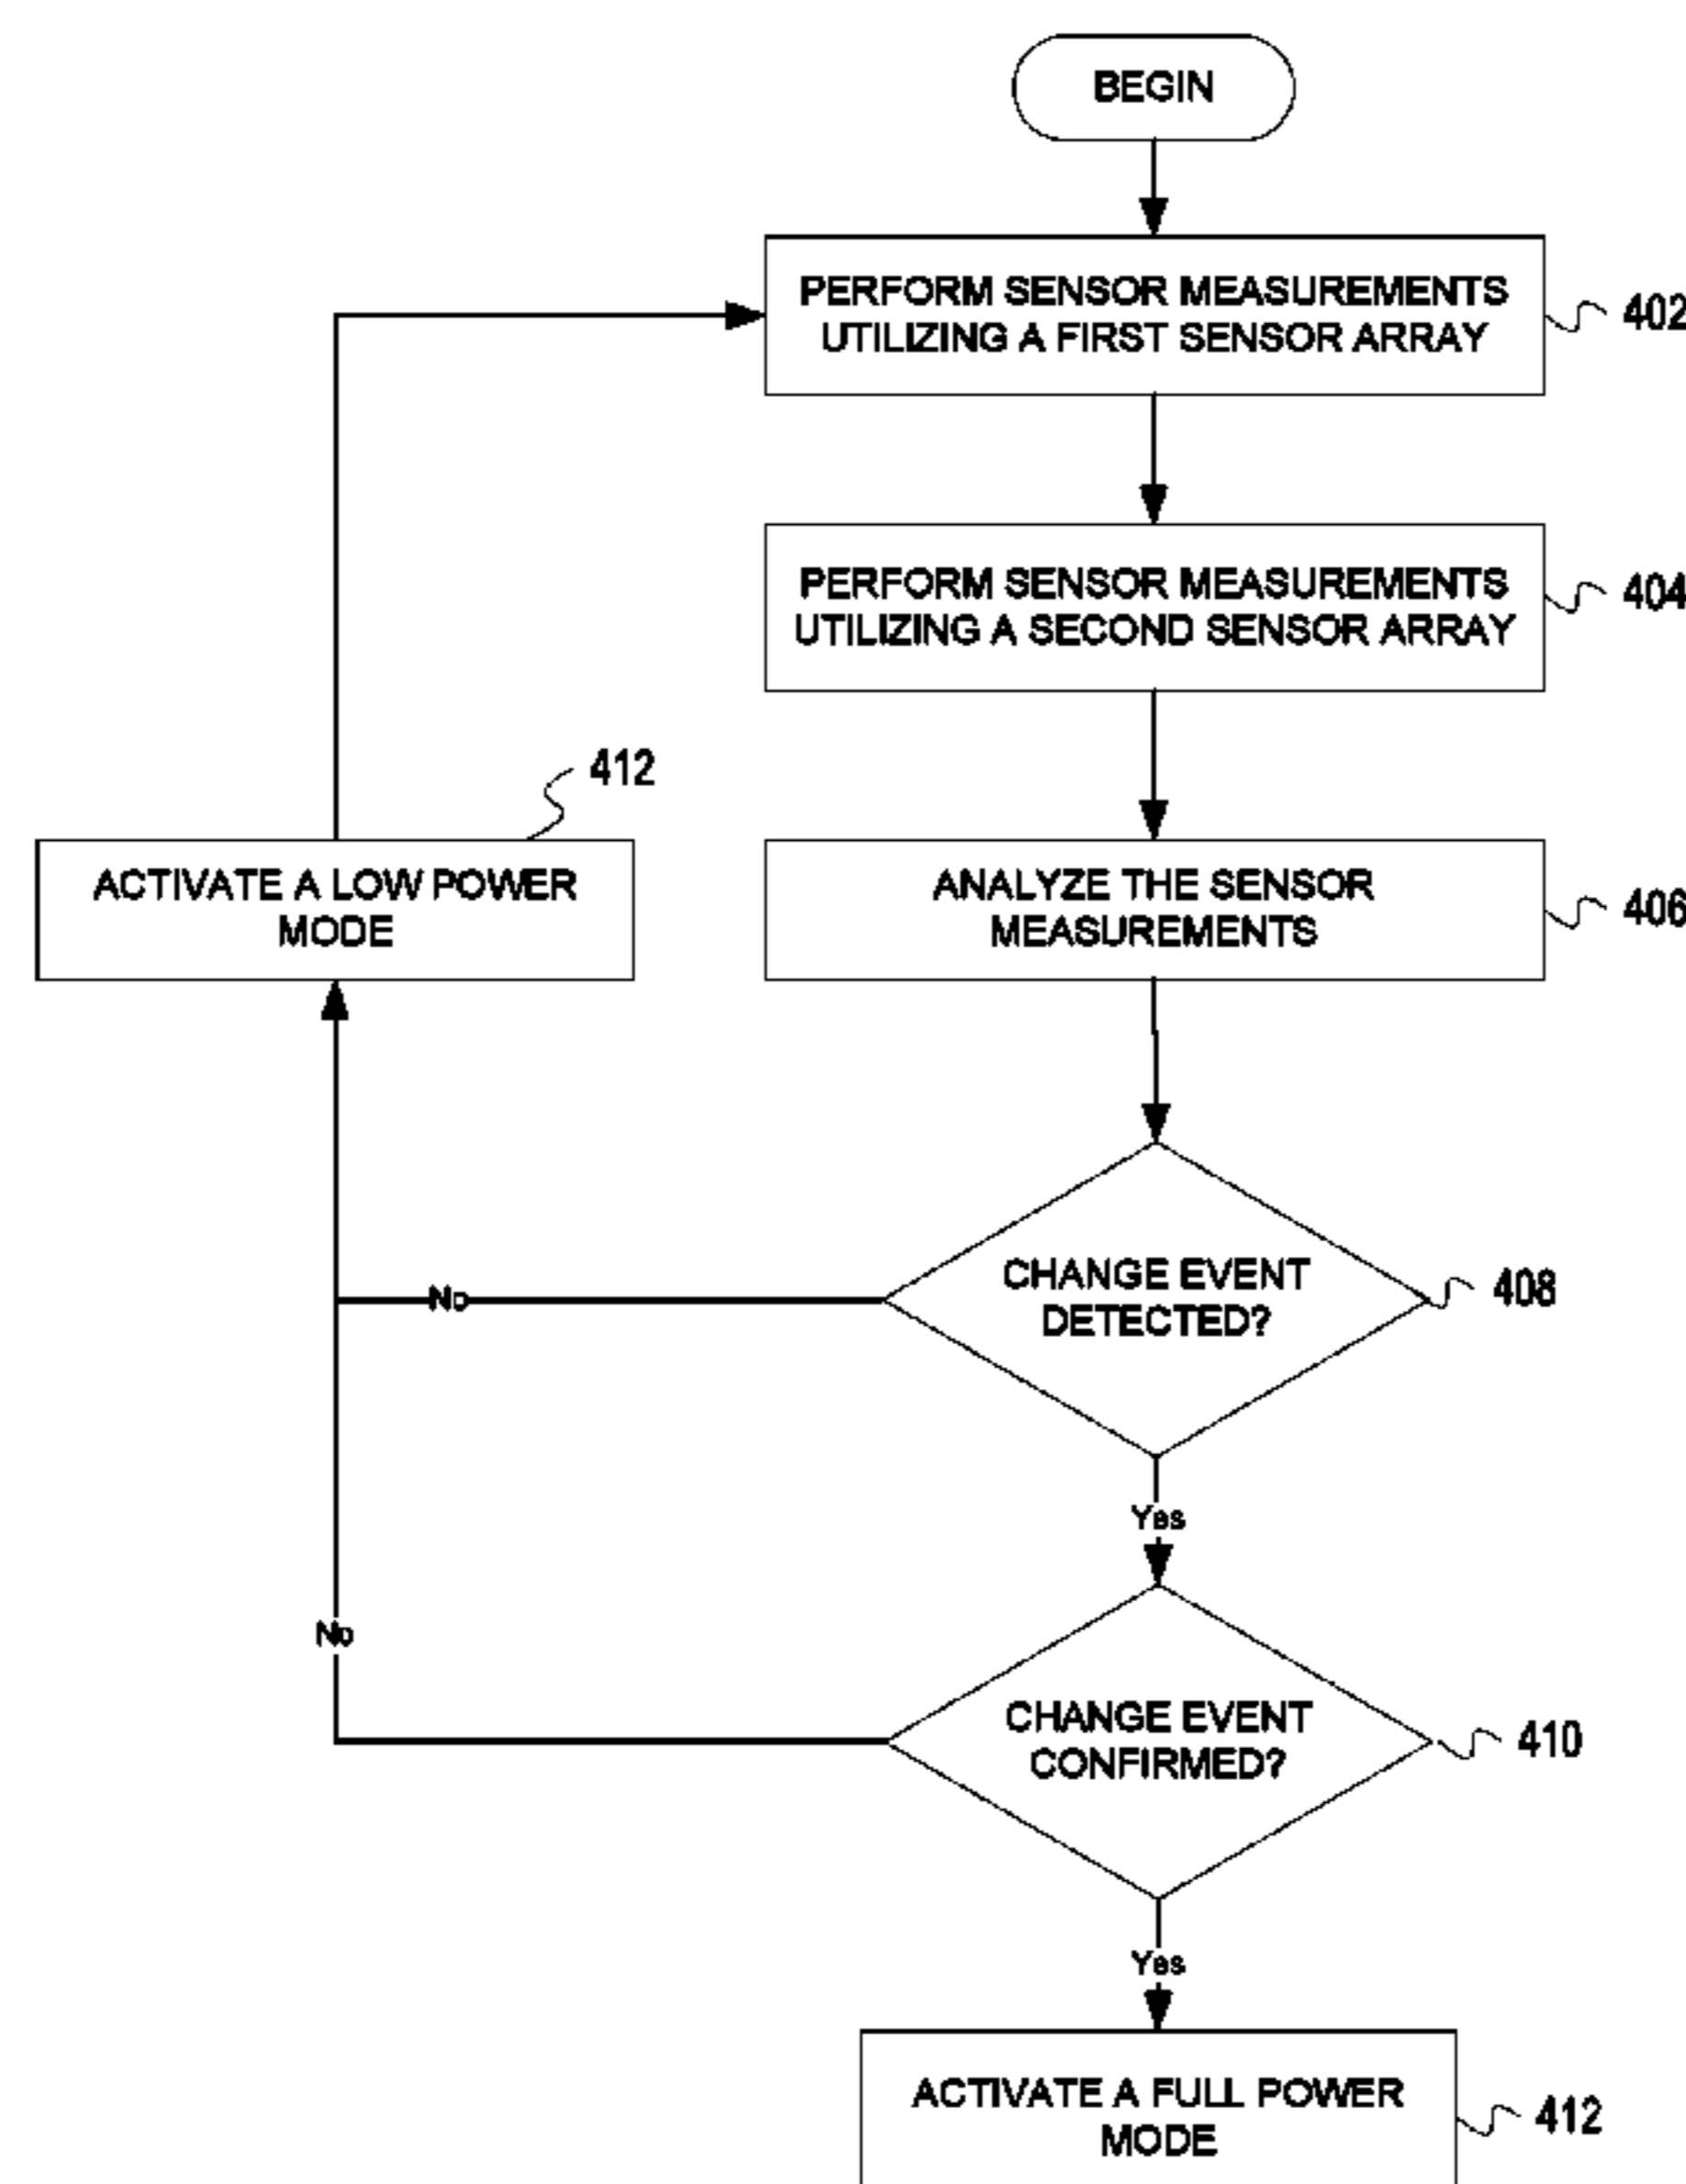 BEGIN
PERFORM SENSOR MEASUREMENTS
UTILIZING A FIRST SENSOR ARRAY
402
PERFORM SENSOR MEASUREMENTS
UTILIZING A SECOND SENSOR ARRAY
404
412
ACTIVATE A LOW POWER
MODE
ANALYZE THE SENSOR
MEASUREMENTS
406
CHANGE EVENT
DETECTED?
408
No
Yes
No
CHANGE EVENT
CONFIRMED?
410
Yes
ACTIVATE A FULL POWER
MODE
412